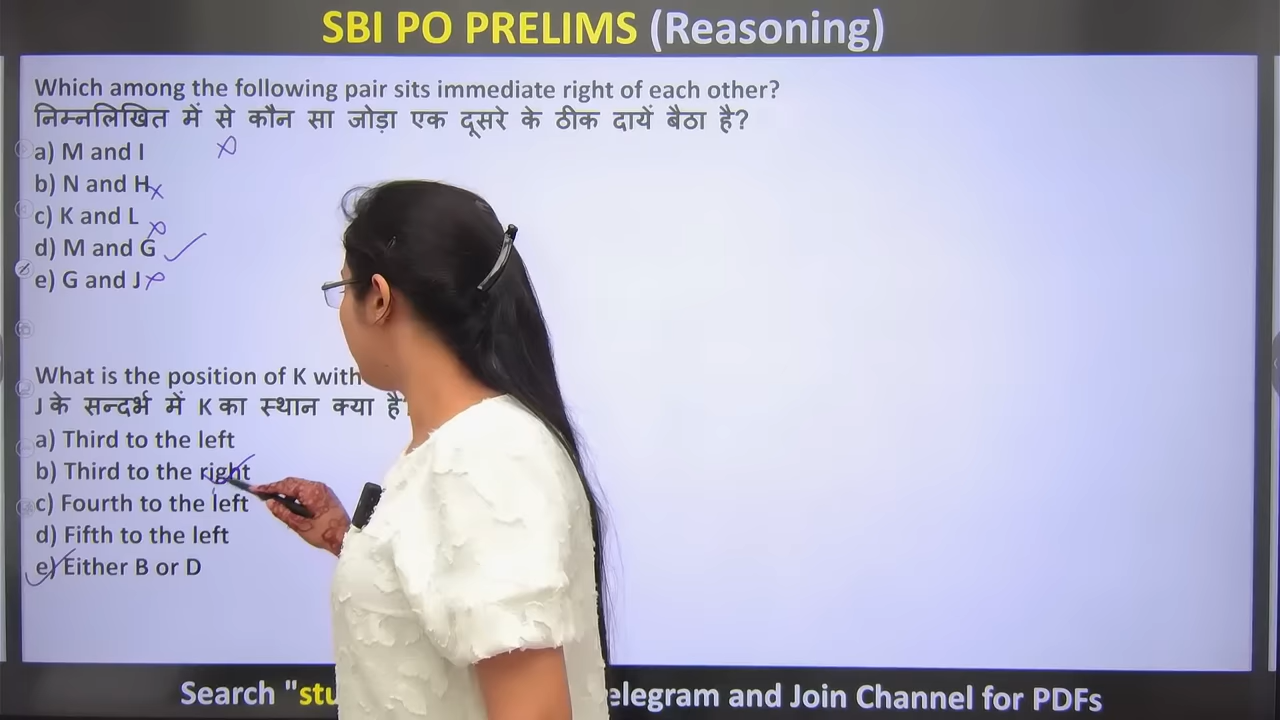 SBI PO PRELIMS (Reasoning)
Which among the following pair sits immediate right of each other?
निम्नलिखित में से कौन सा जोड़ा एक दूसरे के ठीक दायें बैठा है?
a) M and I
b) N and H
c) K and L
d) M and G
e) G and J
What is the position of K with
J के सन्दर्भ में K का स्थान क्या है
a) Third to the left
b) Third to the right
c) Fourth to the left
d) Fifth to the left
e) Either B or D
Search "stu elegram and Join Channel for PDFs